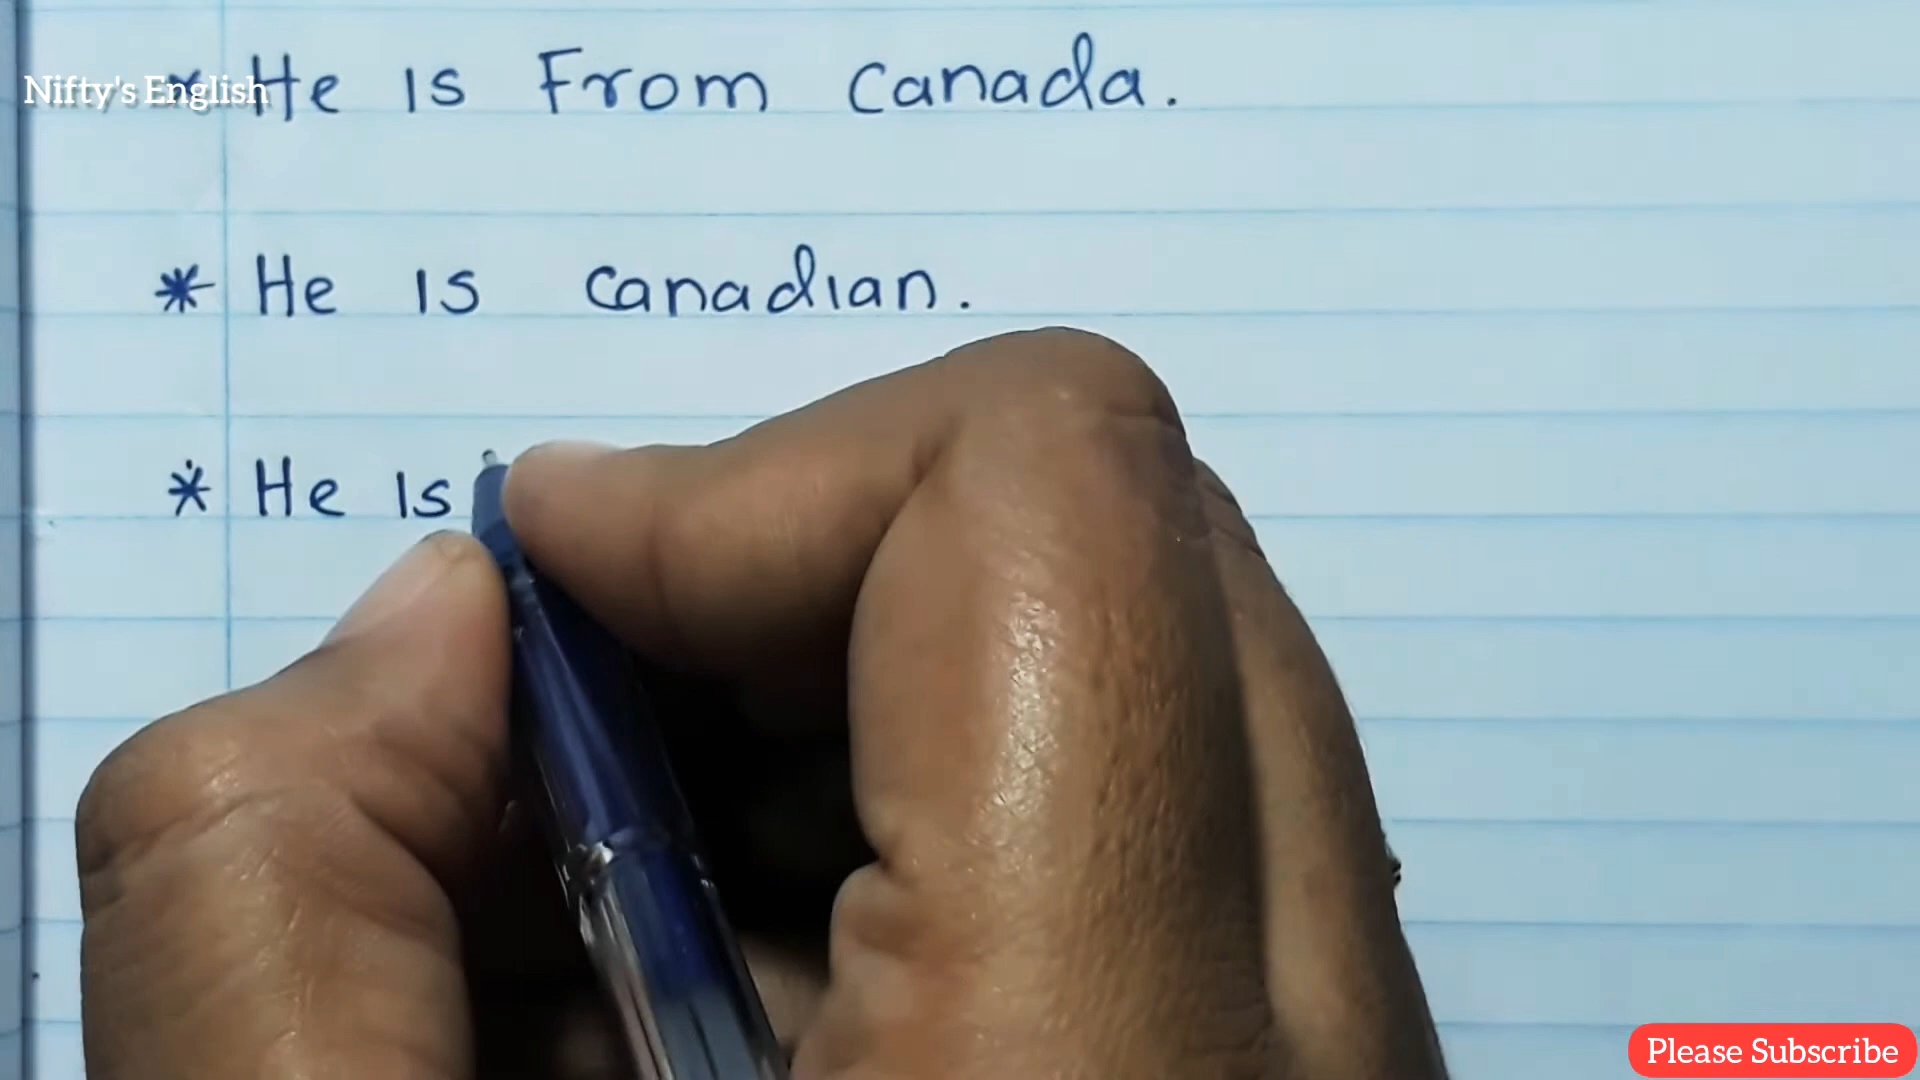 Nifty's English
* He is From Canada.
* He is Canadian.
* He is
Please Subscribe